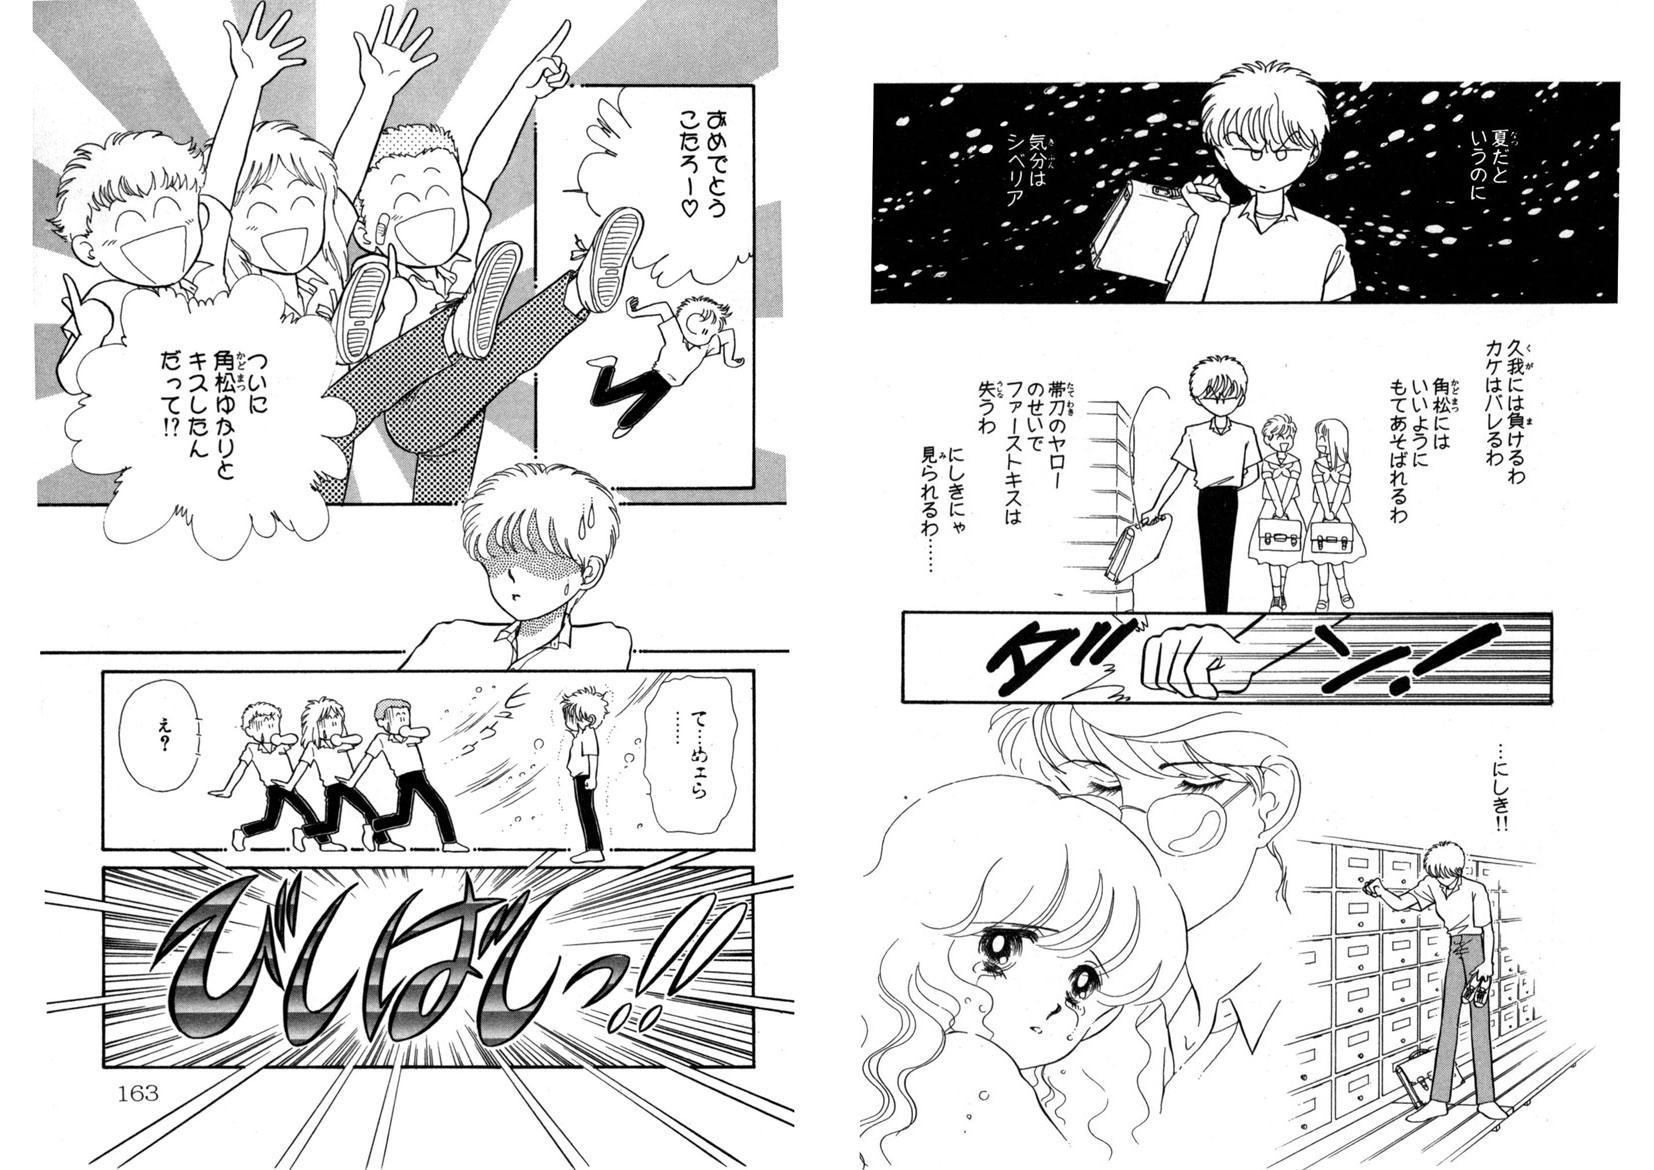 夏だと
いうのに
気分は
シベリア
久我には負けるわ
カケはバレるわ
角松には
いいように
もてあそばれるわ
帯刀のヤロー
のせいで
ファーストキスは
失うわ
にしきにゃ
見られるわ……
ダンッ!
…にしき!!
おめでとう
こたろー♡
ついに
角松ゆかりと
キスしたん
だって!?
て…めェら
……
え?
びしばしっ!!
163